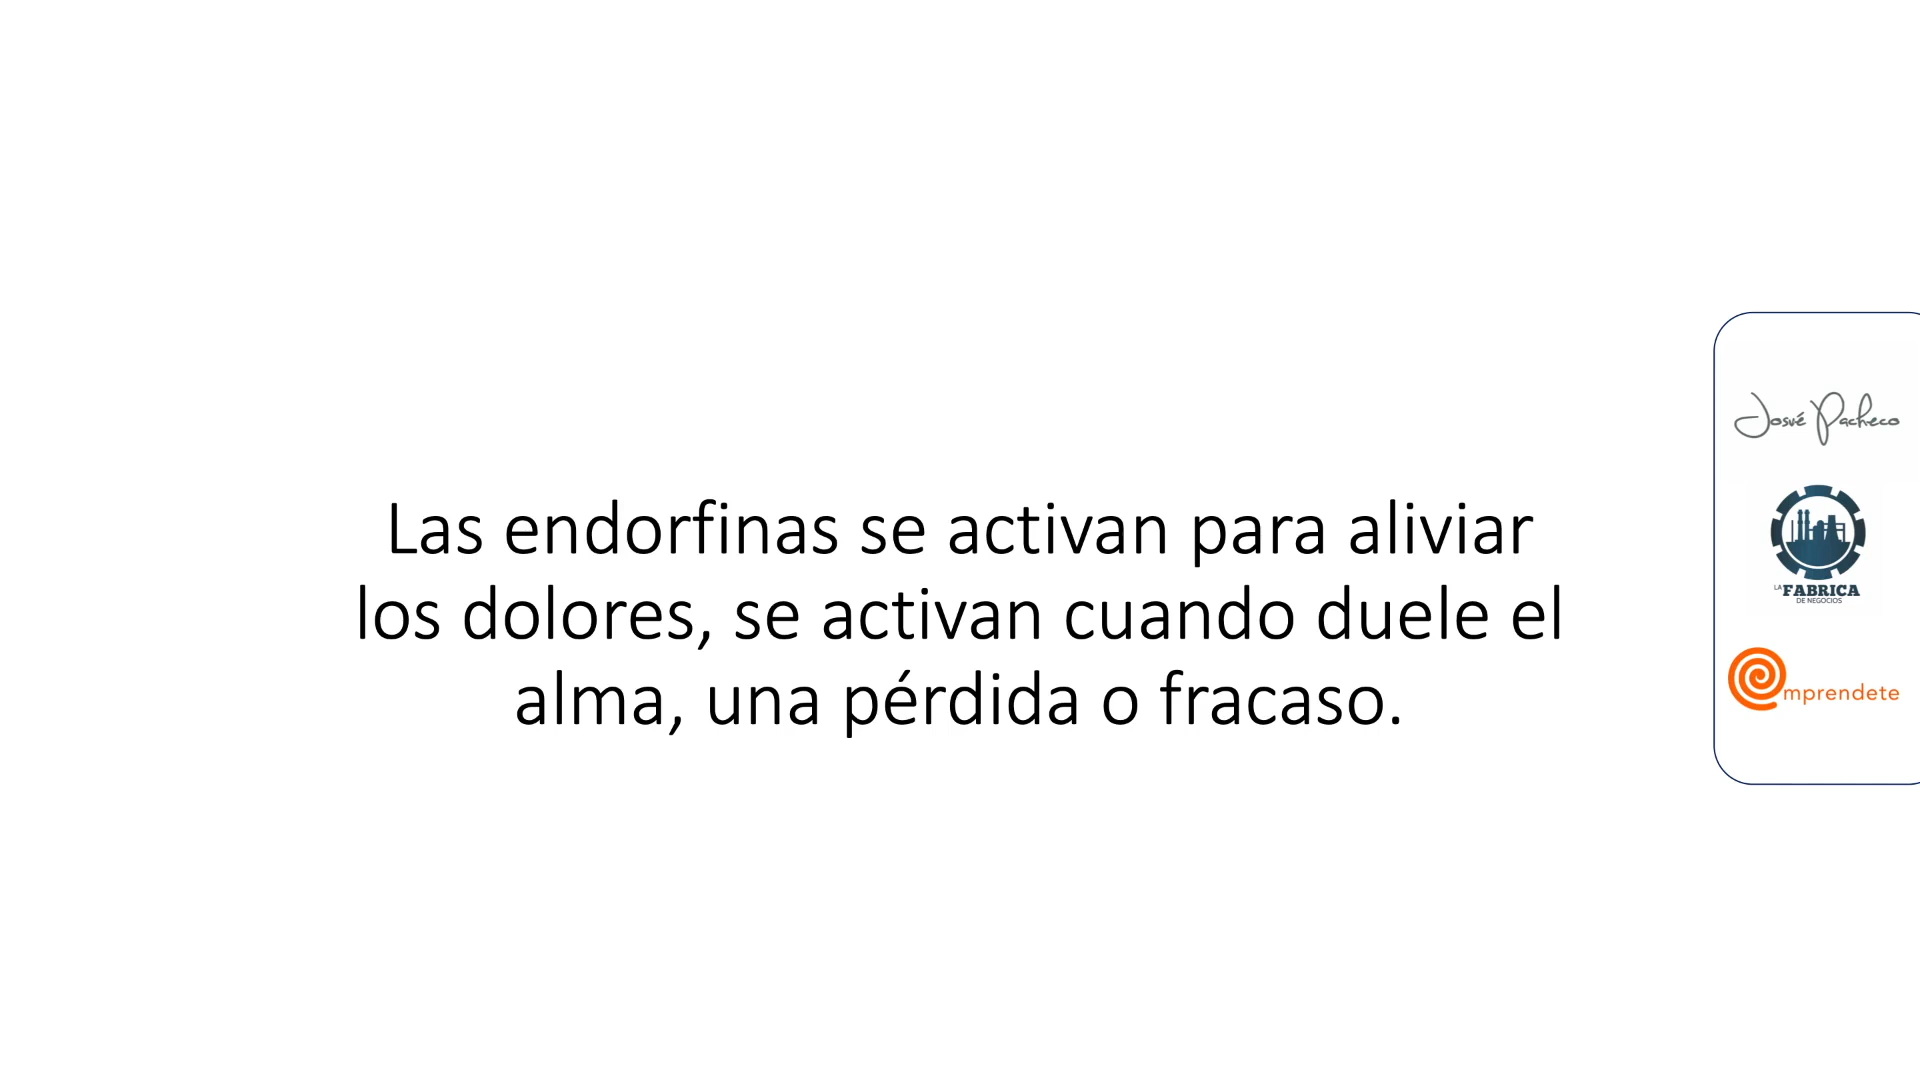 Las endorfinas se activan para aliviar
los dolores, se activan cuando duele el
alma, una pérdida o fracaso.
Josué Pacheco
LA FABRICA
DE NEGOCIOS
mprendete